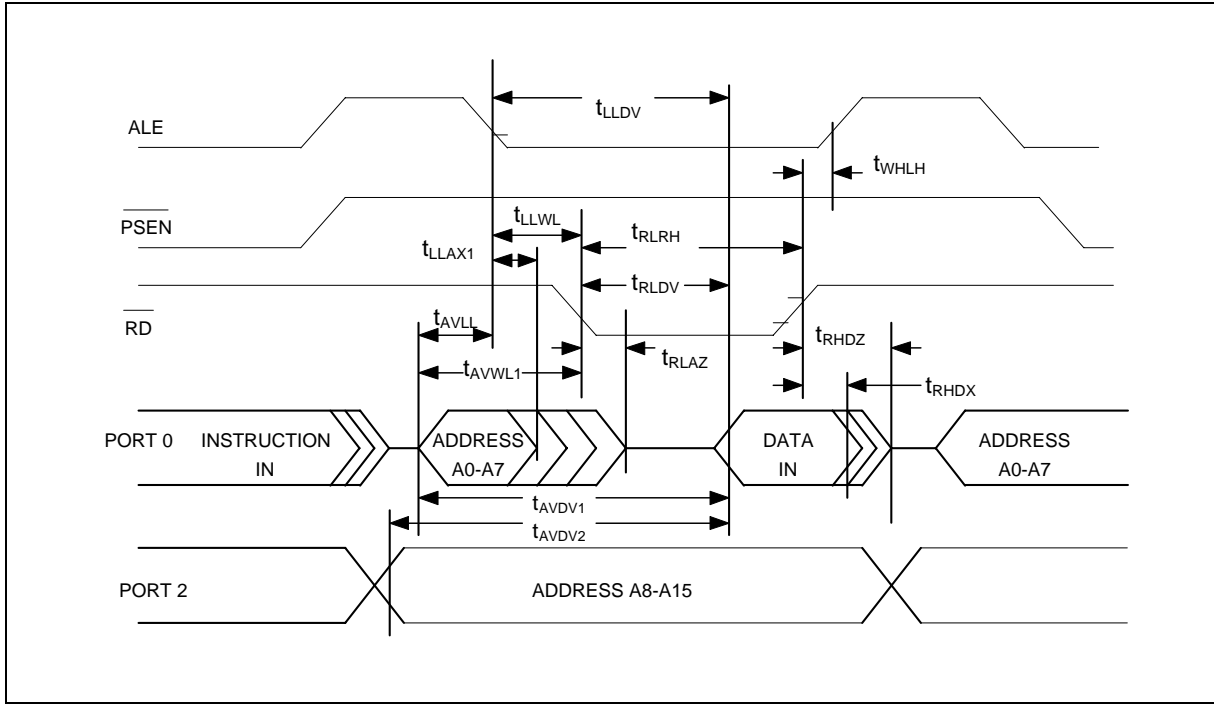 tLLDV
ALE
tWHLH
PSEN
tLLWL
tLLAX1
tRLRH
tRLDV
RD
tAVLL
tRHDZ
tAVWL1
tRLAZ
tRHDX
PORT 0
INSTRUCTION
IN
ADDRESS
A0-A7
DATA
IN
ADDRESS
A0-A7
tAVDV1
tAVDV2
PORT 2
ADDRESS A8-A15